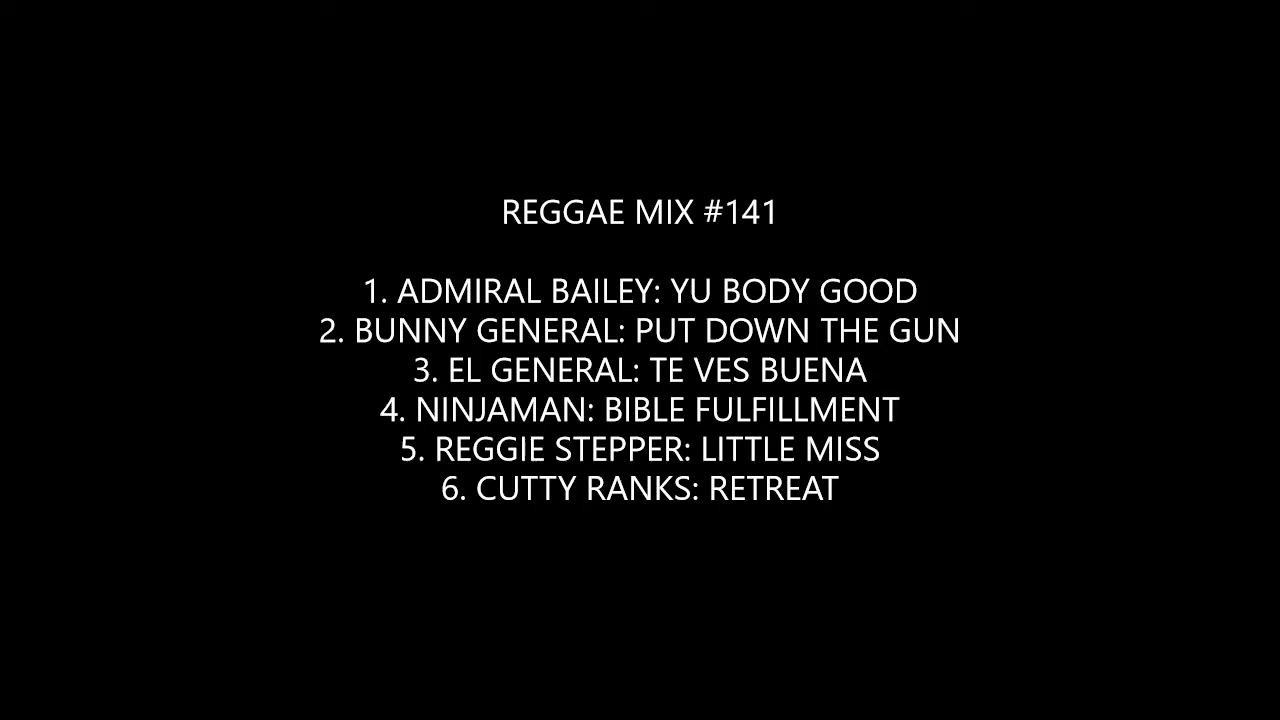 REGGAE MIX #141
1. ADMIRAL BAILEY: YU BODY GOOD
2. BUNNY GENERAL: PUT DOWN THE GUN
3. EL GENERAL: TE VES BUENA
4. NINJAMAN: BIBLE FULFILLMENT
5. REGGIE STEPPER: LITTLE MISS
6. CUTTY RANKS: RETREAT